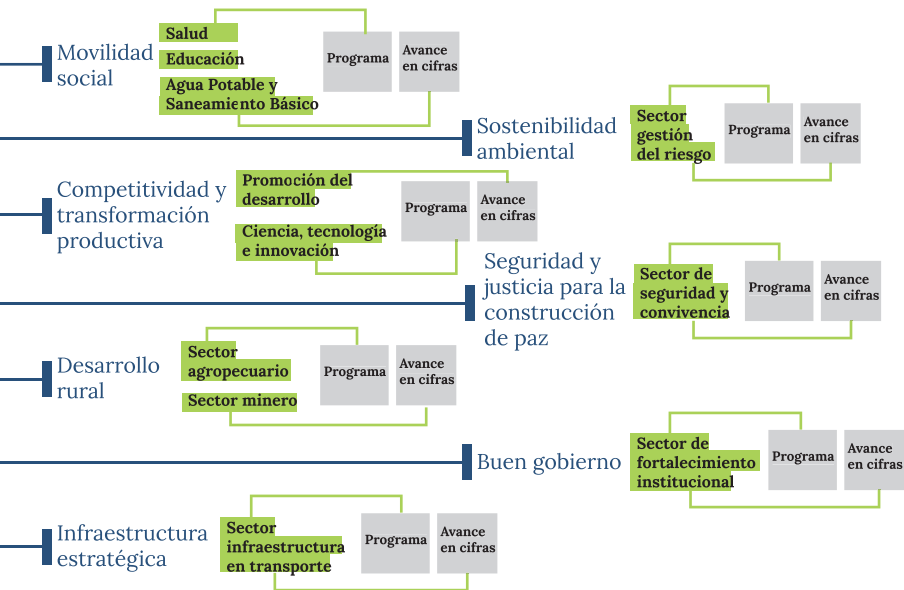 Movilidad
social
Salud
Educación
Agua Potable y
Saneamiento Básico
Programa
Avance
en cifras
Sostenibilidad
ambiental
Sector
gestión
del riesgo
Programa
Avance
en cifras
Competitividad y
transformación
productiva
Promoción del
desarrollo
Ciencia, tecnología
e innovación
Programa
Avance
en cifras
Seguridad y
justicia para la
construcción
de paz
Sector de
seguridad y
convivencia
Programa
Avance
en cifras
Desarrollo
rural
Sector
agropecuario
Sector minero
Programa
Avance
en cifras
Buen gobierno
Sector de
fortalecimiento
institucional
Programa
Avance
en cifras
Infraestructura
estratégica
Sector
infraestructura
en transporte
Programa
Avance
en cifras